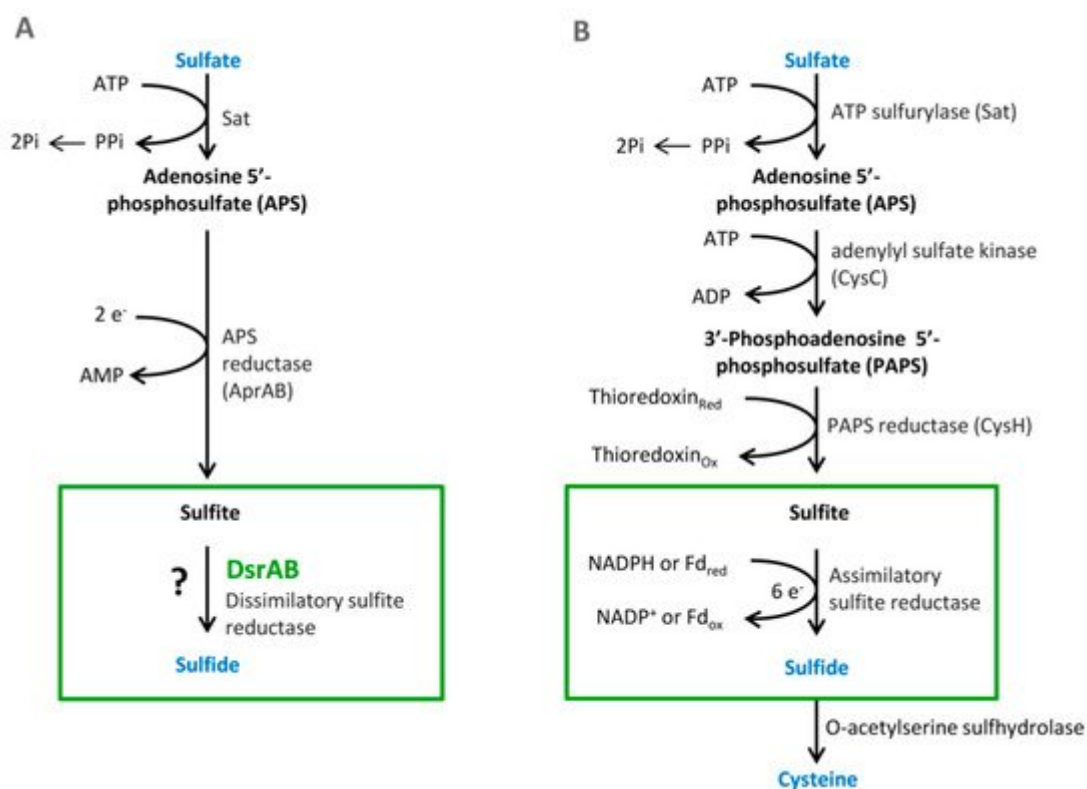 A
Sulfate
ATP
Sat
2Pi ← PPi
Adenosine 5'-
phosphosulfate (APS)
2 e-
APS
reductase
(AprAB)
AMP
Sulfite
?
DsrAB
Dissimilatory sulfite
reductase
Sulfide
B
Sulfate
ATP
ATP sulfurylase (Sat)
2Pi ← PPi
Adenosine 5'-
phosphosulfate (APS)
ATP
adenylyl sulfate kinase
(CysC)
ADP
3'-Phosphoadenosine 5'-
phosphosulfate (PAPS)
ThioredoxinRed
PAPS reductase (CysH)
ThioredoxinOx
Sulfite
NADPH or Fdred
6 e-
Assimilatory
sulfite reductase
NADP+ or Fdox
Sulfide
O-acetylserine sulfhydrolase
Cysteine